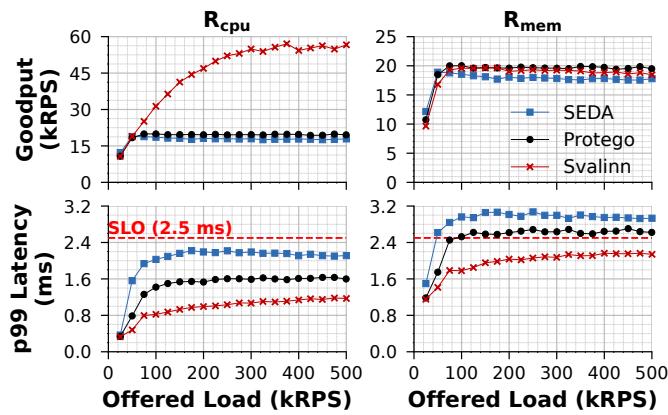 R_cpu
R_mem
Goodput
(kRPS)
60
45
30
15
0
25
20
15
10
5
0
SEDA
Protego
Svalinn
p99 Latency
(ms)
3.2
2.4
1.6
0.8
0.0
SLO (2.5 ms)
3.2
2.4
1.6
0.8
0.0
0 100 200 300 400 500
0 100 200 300 400 500
Offered Load (kRPS)
Offered Load (kRPS)